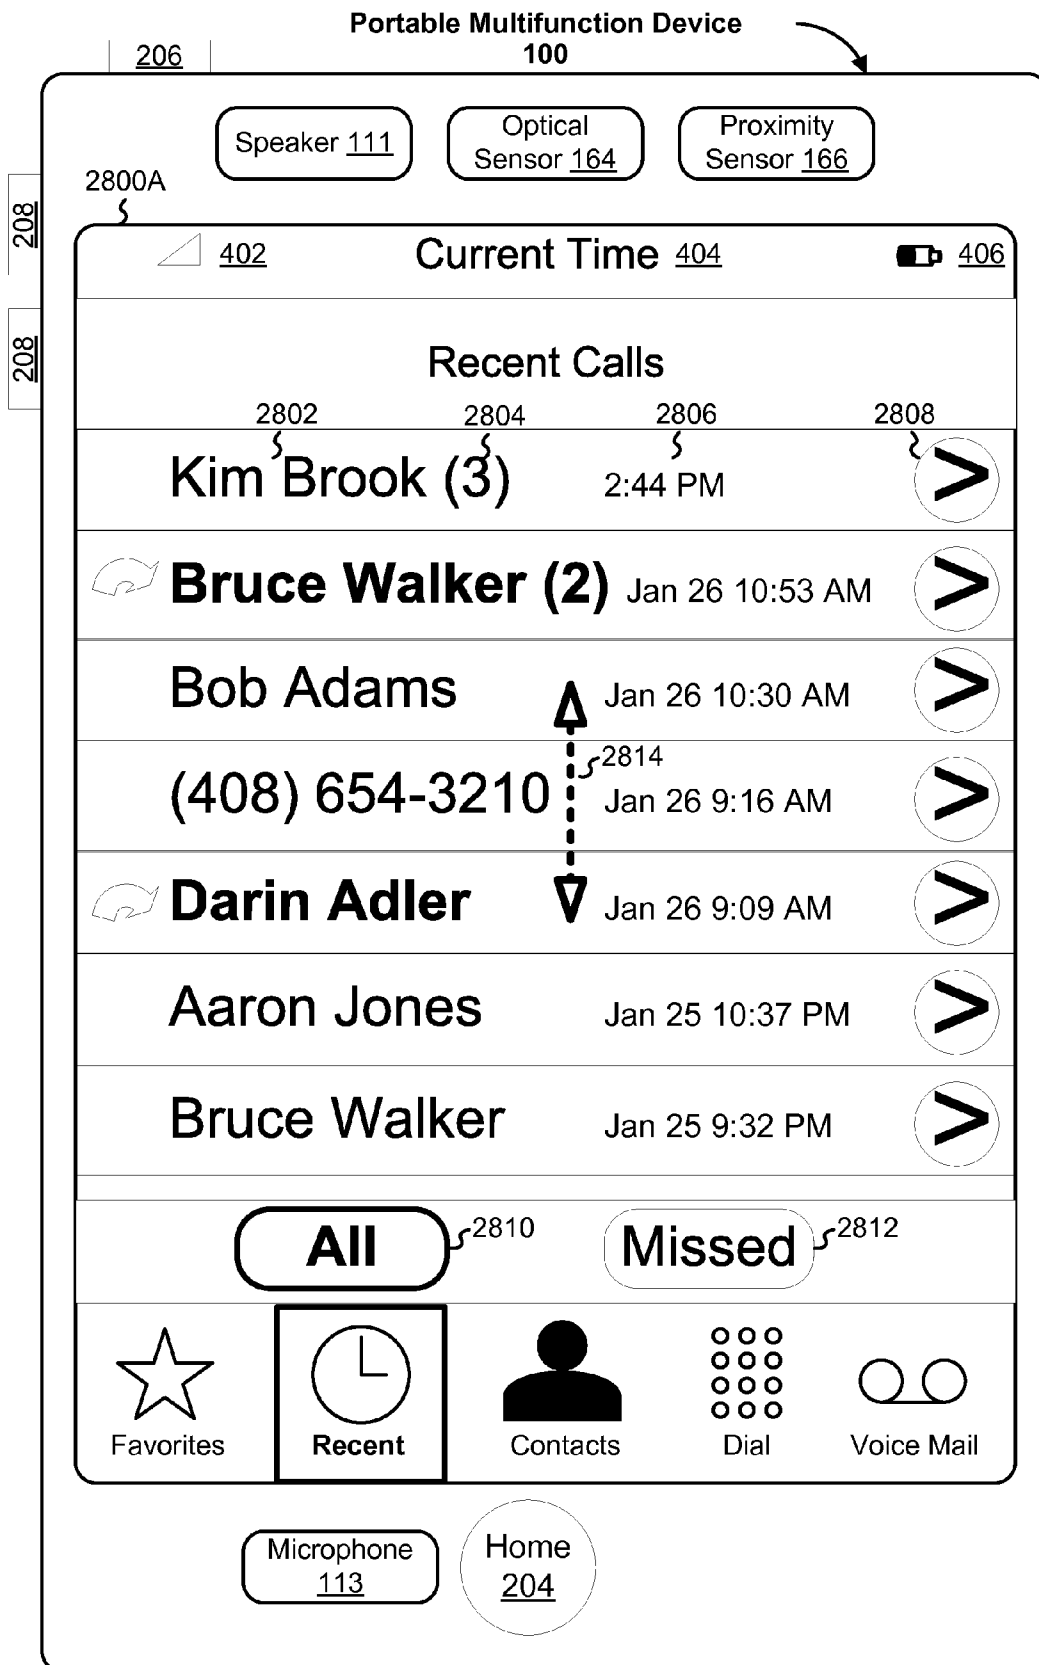 Portable Multifunction Device
100
206
Speaker 111
Optical
Sensor 164
Proximity
Sensor 166
2800A
208
402
Current Time 404
406
208
Recent Calls
2802
2804
2806
2808
Kim Brook (3) 2:44 PM >
Bruce Walker (2) Jan 26 10:53 AM >
Bob Adams Jan 26 10:30 AM >
2814
(408) 654-3210 Jan 26 9:16 AM >
Darin Adler Jan 26 9:09 AM >
Aaron Jones Jan 25 10:37 PM >
Bruce Walker Jan 25 9:32 PM >
All
2810
Missed
2812
Favorites
Recent
Contacts
Dial
Voice Mail
Microphone
113
Home
204